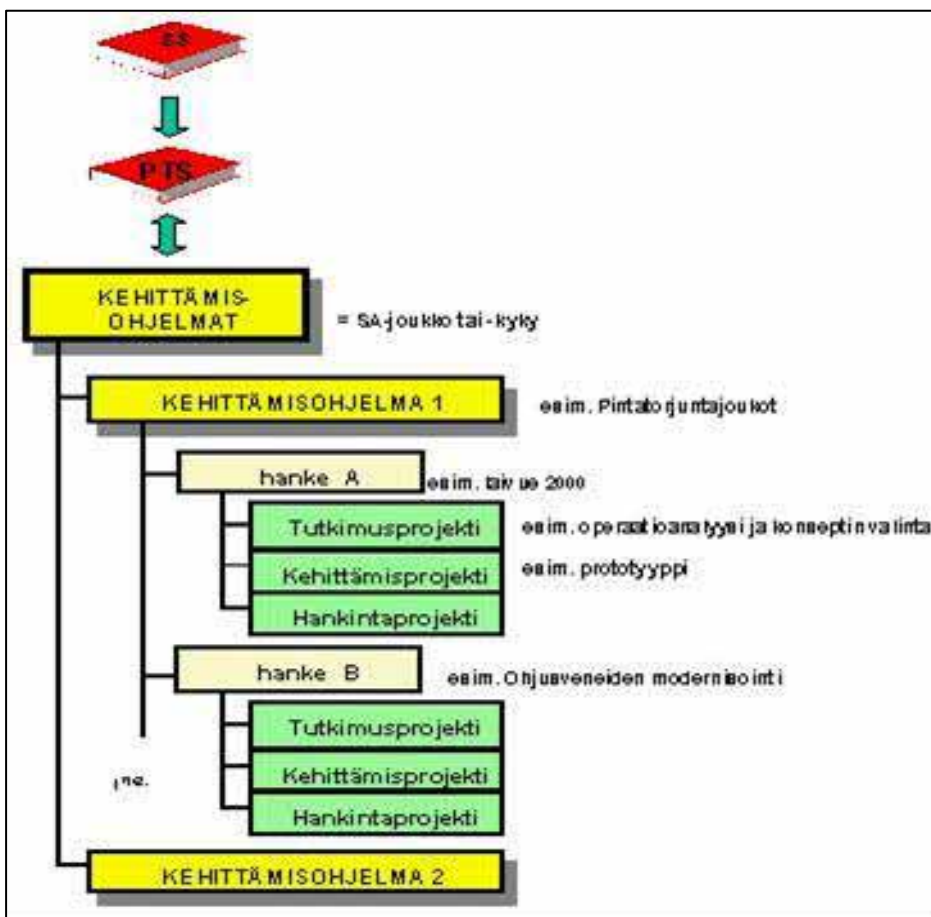 SS
PTS
KEHITTÄMIS-
OHJELMAT
= SA-joukko tai -kyky
KEHITTÄMISOHJELMA 1
esim. Pintatorjuntajoukot
hanke A
esim. taivue 2000
Tutkimusprojekti
esim. operaatioanalyysi ja konseptin valinta
Kehittämisprojekti
esim. prototyyppi
Hankintaprojekti
hanke B
esim. Ohjusveneiden modernisointi
Tutkimusprojekti
Kehittämisprojekti
jne.
Hankintaprojekti
KEHITTÄMISOHJELMA 2